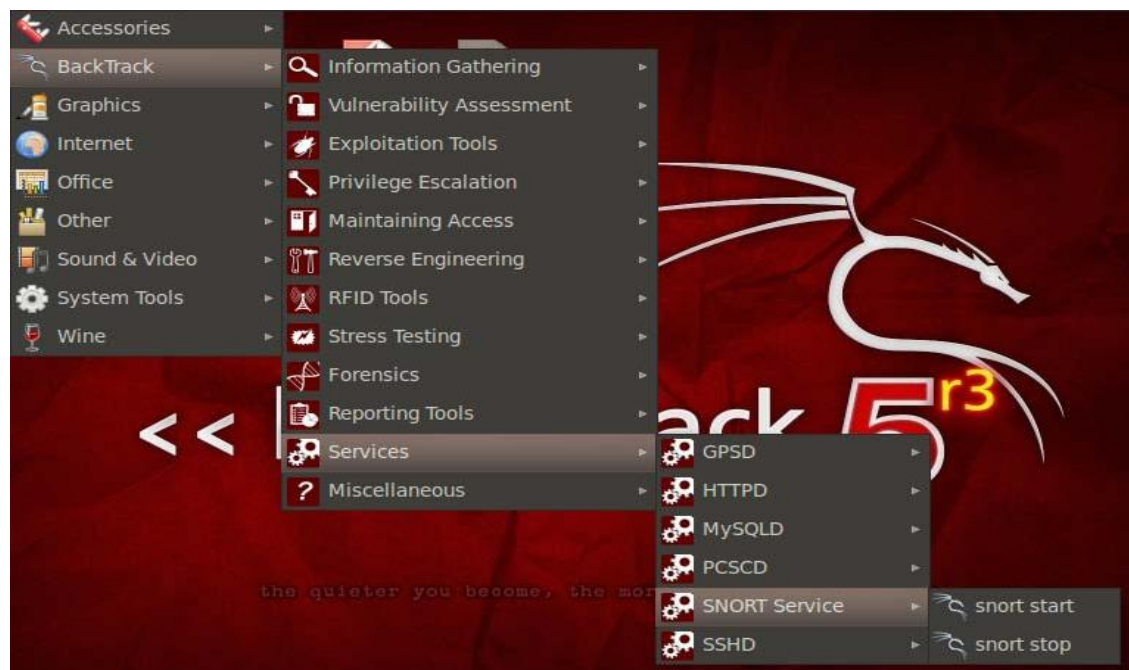 Accessories
BackTrack
Graphics
Internet
Office
Other
Sound & Video
System Tools
Wine
Information Gathering
Vulnerability Assessment
Exploitation Tools
Privilege Escalation
Maintaining Access
Reverse Engineering
RFID Tools
Stress Testing
Forensics
Reporting Tools
Services
Miscellaneous
GPSD
HTTPD
MySQLD
PCSCD
SNORT Service
SSHD
snort start
snort stop
<< ack 5 r3
the quieter you become, the mor